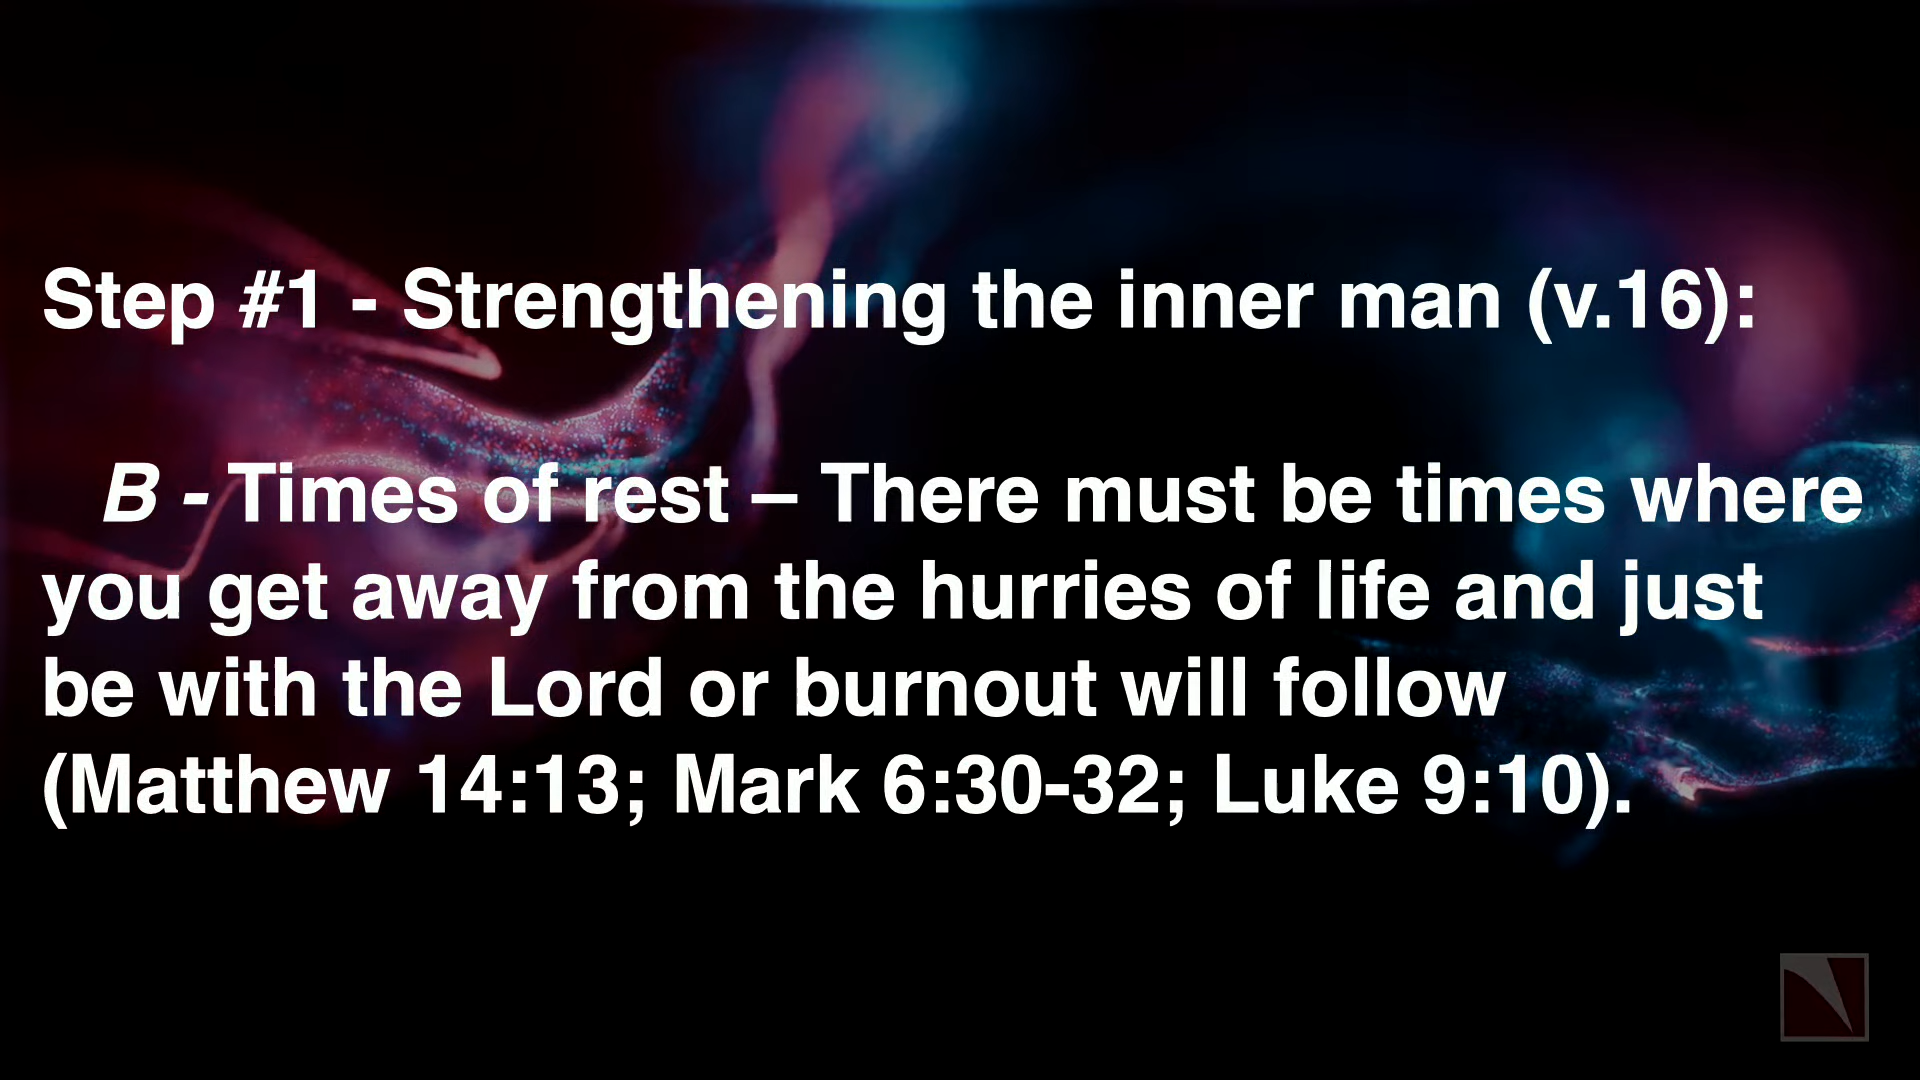 Step #1 - Strengthening the inner man (v.16):
B - Times of rest – There must be times where
you get away from the hurries of life and just
be with the Lord or burnout will follow
(Matthew 14:13; Mark 6:30-32; Luke 9:10).